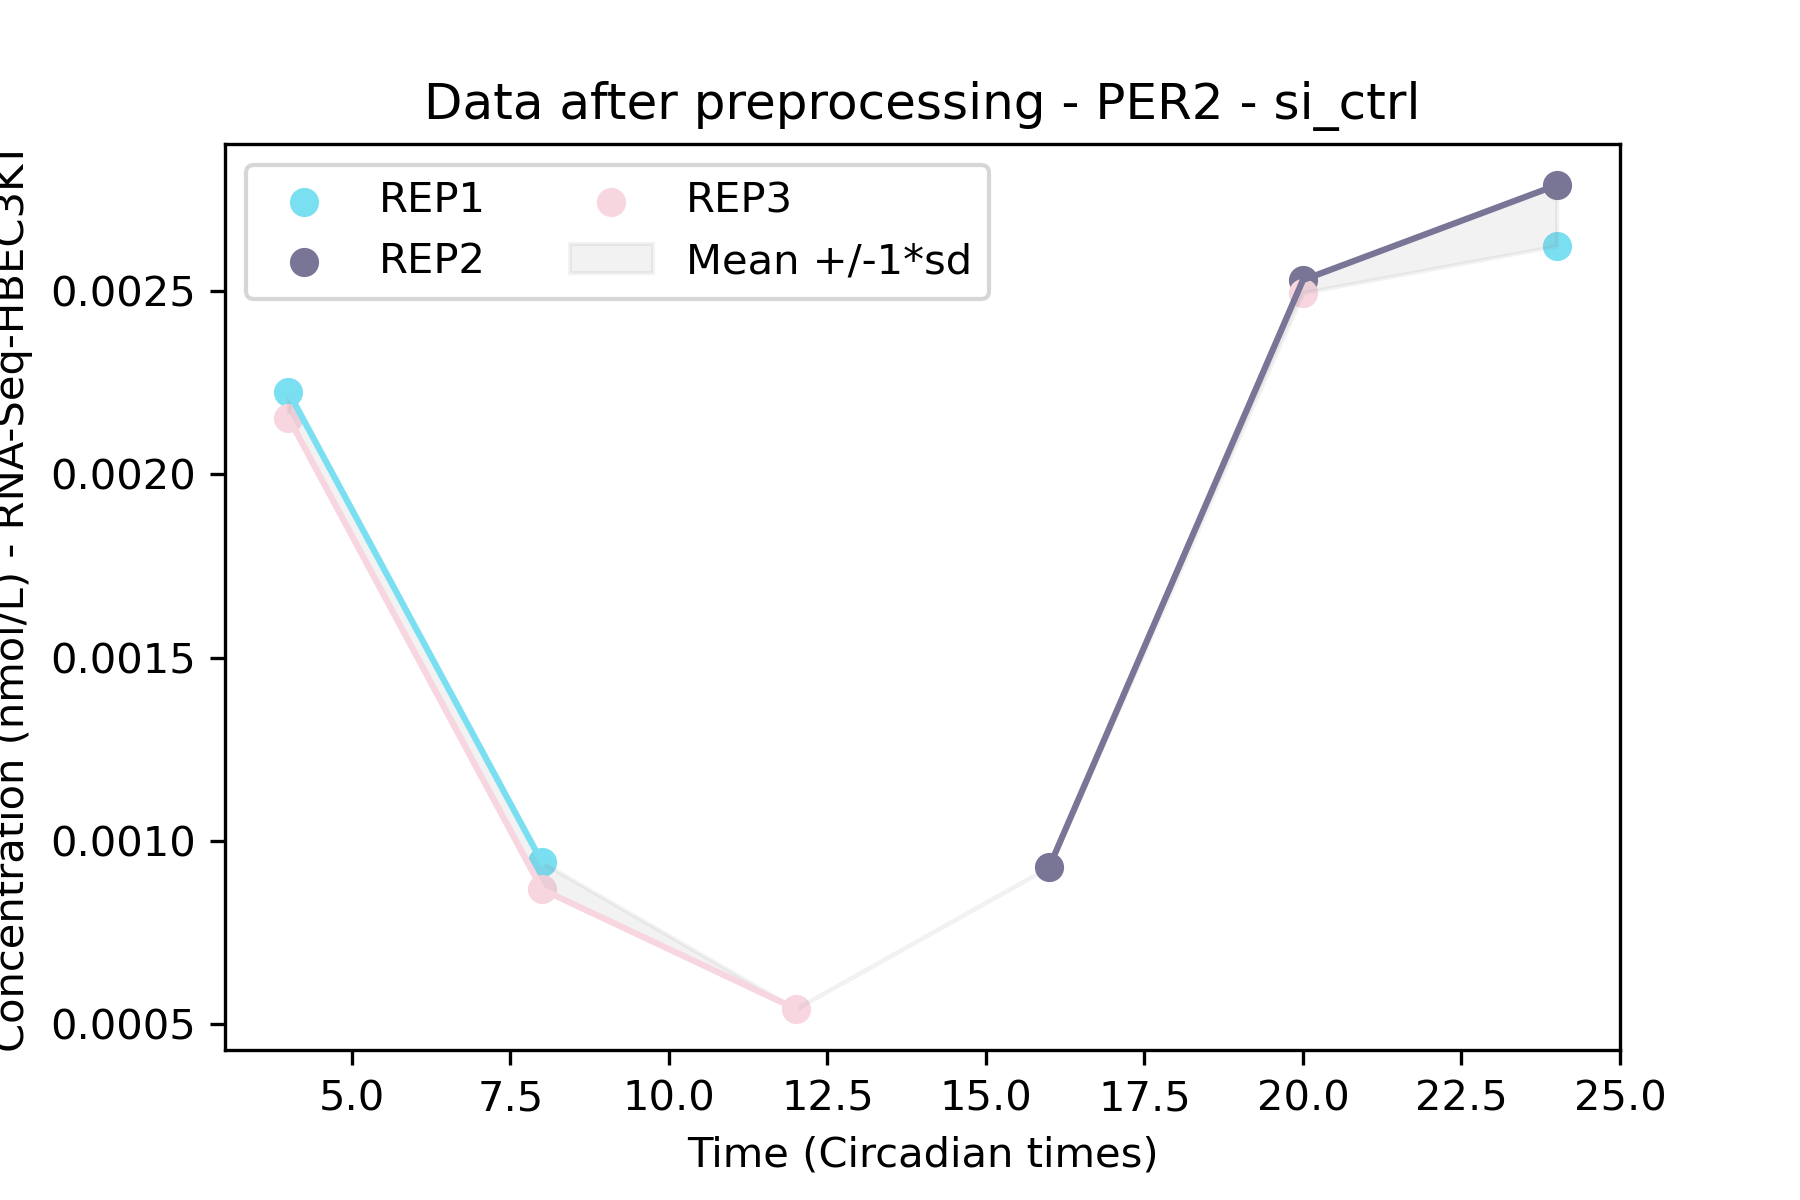 Data after preprocessing - PER2 - si_ctrl
REP1
REP2
REP3
Mean +/-1*sd
Concentration (nmol/L) - RNA-Seq-HBEC3KT
0.0025
0.0020
0.0015
0.0010
0.0005
5.0 7.5 10.0 12.5 15.0 17.5 20.0 22.5 25.0
Time (Circadian times)